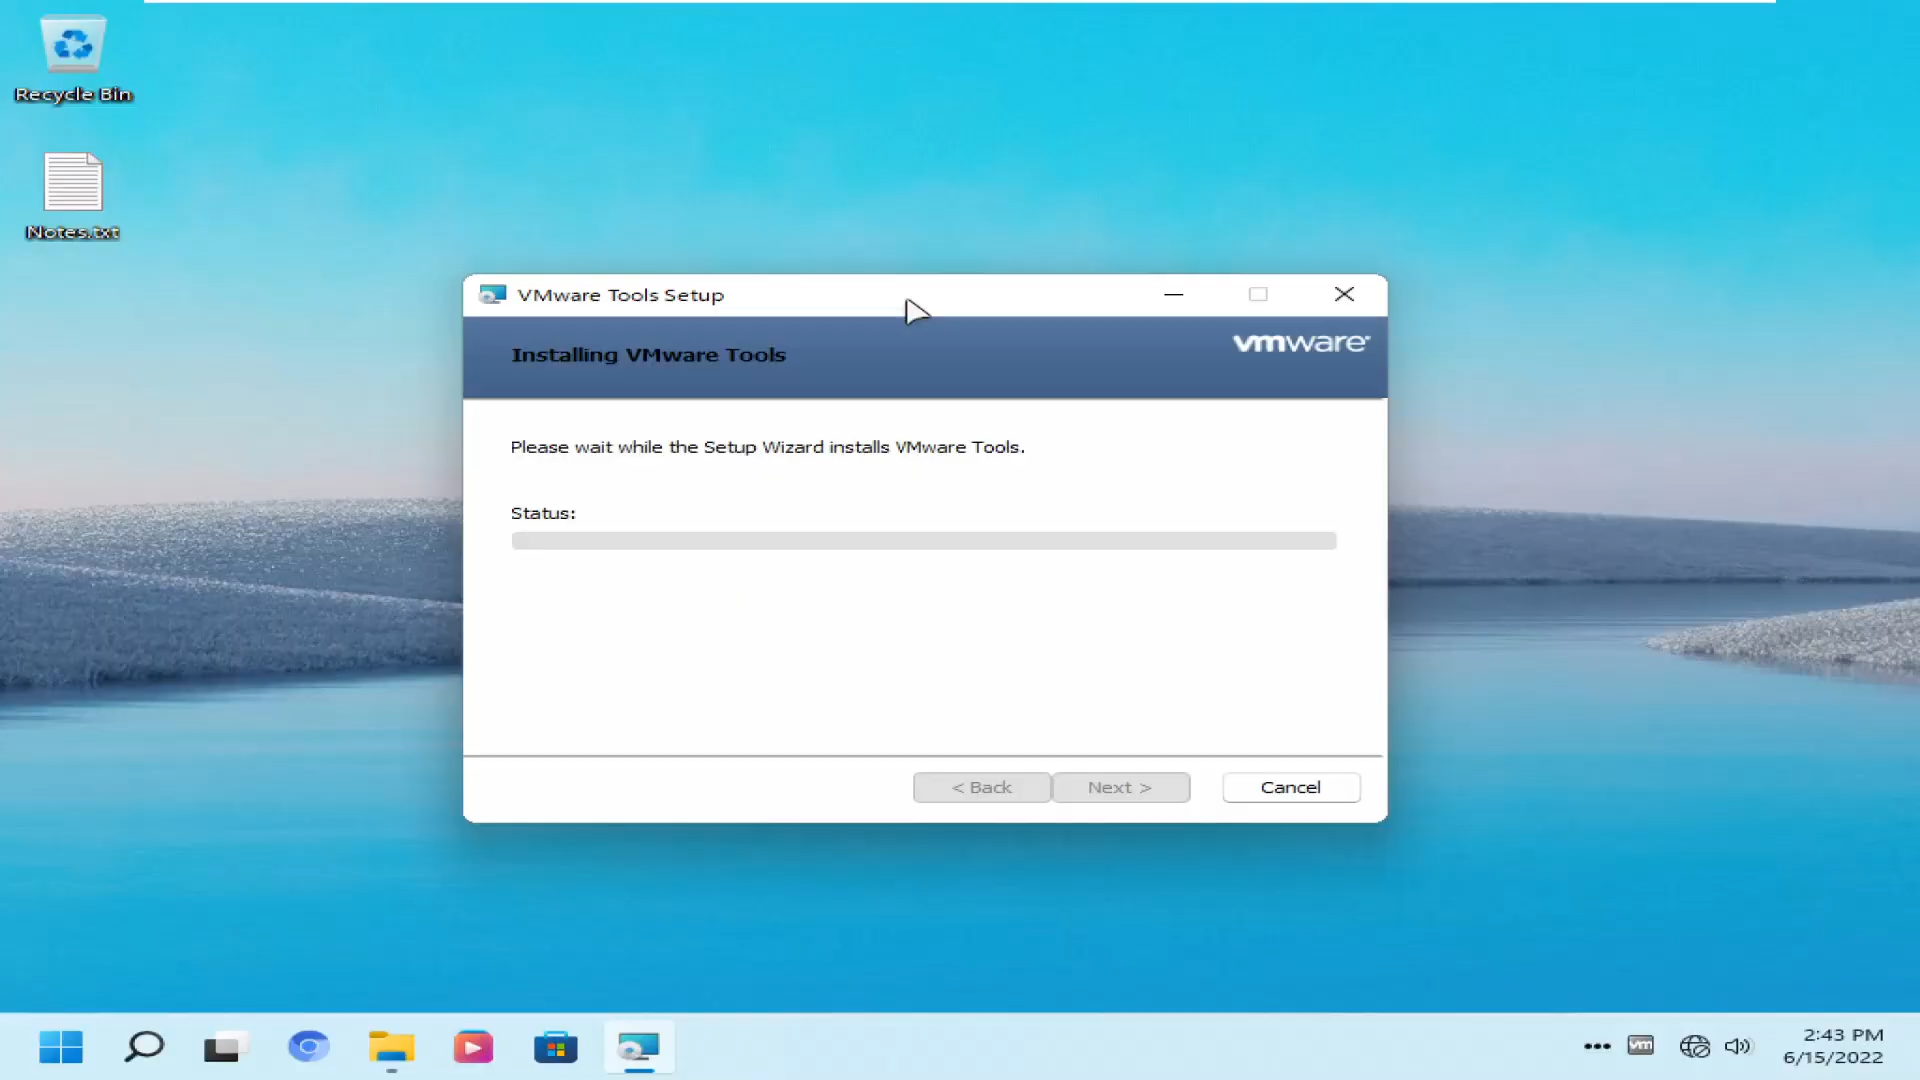 Recycle Bin
Notes.txt
VMware Tools Setup
Installing VMware Tools
vmware
Please wait while the Setup Wizard installs VMware Tools.
Status:
< Back
Next >
Cancel
vm
2:43 PM
6/15/2022